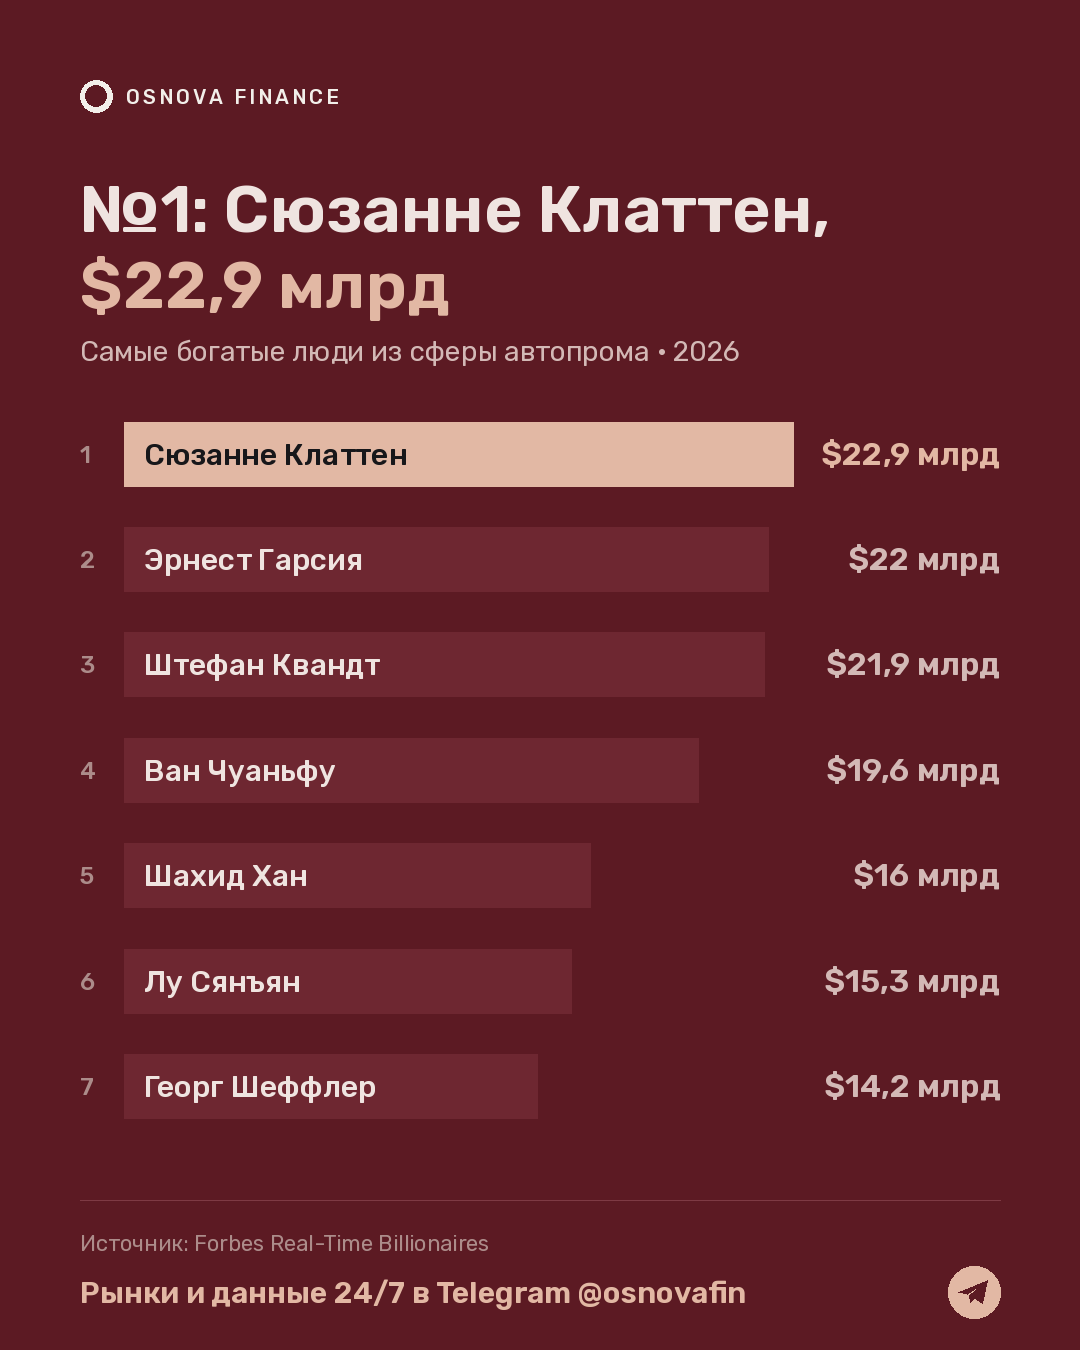 OSNOVA FINANCE
№1: Сюзанне Клаттен,
$22,9 млрд
Самые богатые люди из сферы автопрома • 2026
1 Сюзанне Клаттен $22,9 млрд
2 Эрнест Гарсия $22 млрд
3 Штефан Квандт $21,9 млрд
4 Ван Чуаньфу $19,6 млрд
5 Шахид Хан $16 млрд
6 Лу Сянъян $15,3 млрд
7 Георг Шеффлер $14,2 млрд
Источник: Forbes Real-Time Billionaires
Рынки и данные 24/7 в Telegram @osnovafin